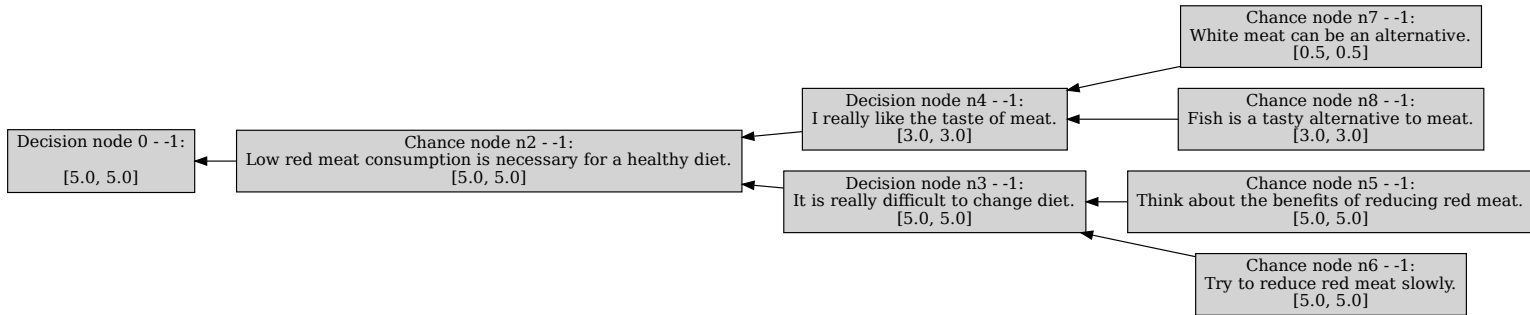 Decision node 0 - -1:
[5.0, 5.0]
Chance node n2 - -1:
Low red meat consumption is necessary for a healthy diet.
[5.0, 5.0]
Decision node n4 - -1:
I really like the taste of meat.
[3.0, 3.0]
Decision node n3 - -1:
It is really difficult to change diet.
[5.0, 5.0]
Chance node n7 - -1:
White meat can be an alternative.
[0.5, 0.5]
Chance node n8 - -1:
Fish is a tasty alternative to meat.
[3.0, 3.0]
Chance node n5 - -1:
Think about the benefits of reducing red meat.
[5.0, 5.0]
Chance node n6 - -1:
Try to reduce red meat slowly.
[5.0, 5.0]